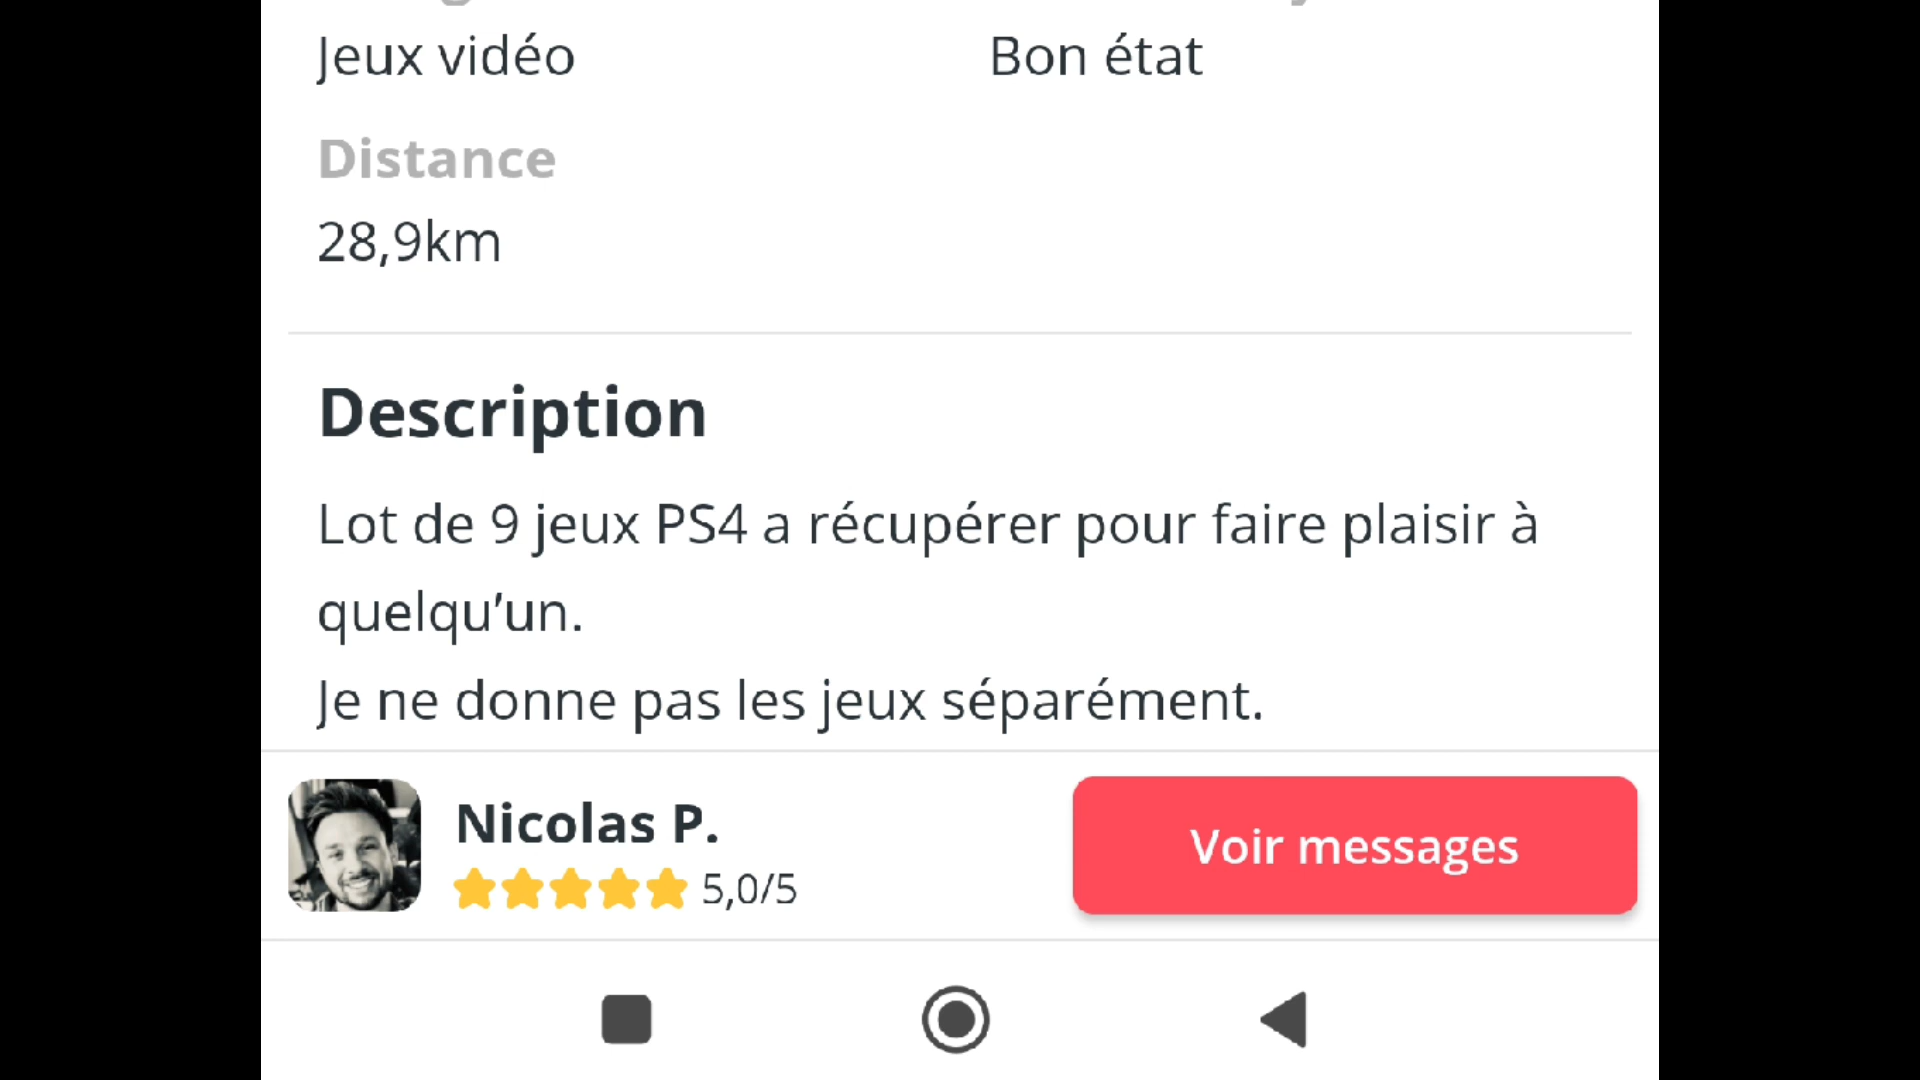 Jeux vidéo
Bon état
Distance
28,9km
Description
Lot de 9 jeux PS4 a récupérer pour faire plaisir à
quelqu’un.
Je ne donne pas les jeux séparément.
Nicolas P.
5,0/5
Voir messages